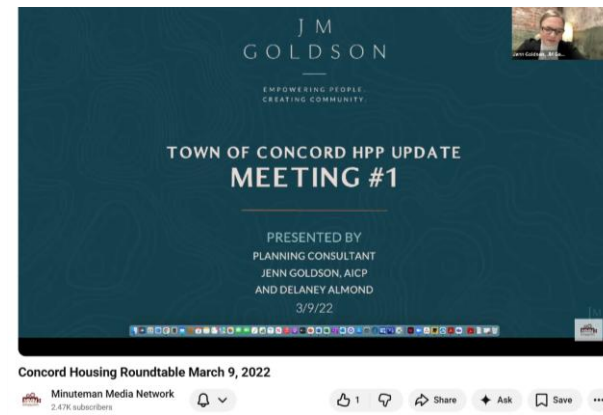 J M
GOLDSON
EMPOWERING PEOPLE.
CREATING COMMUNITY.
TOWN OF CONCORD HPP UPDATE
MEETING #1
PRESENTED BY
PLANNING CONSULTANT
JENN GOLDSON, AICP
AND DELANEY ALMOND
3/9/22
Concord Housing Roundtable March 9, 2022
Minuteman Media Network
2.47K subscribers
1
Share
Ask
Save